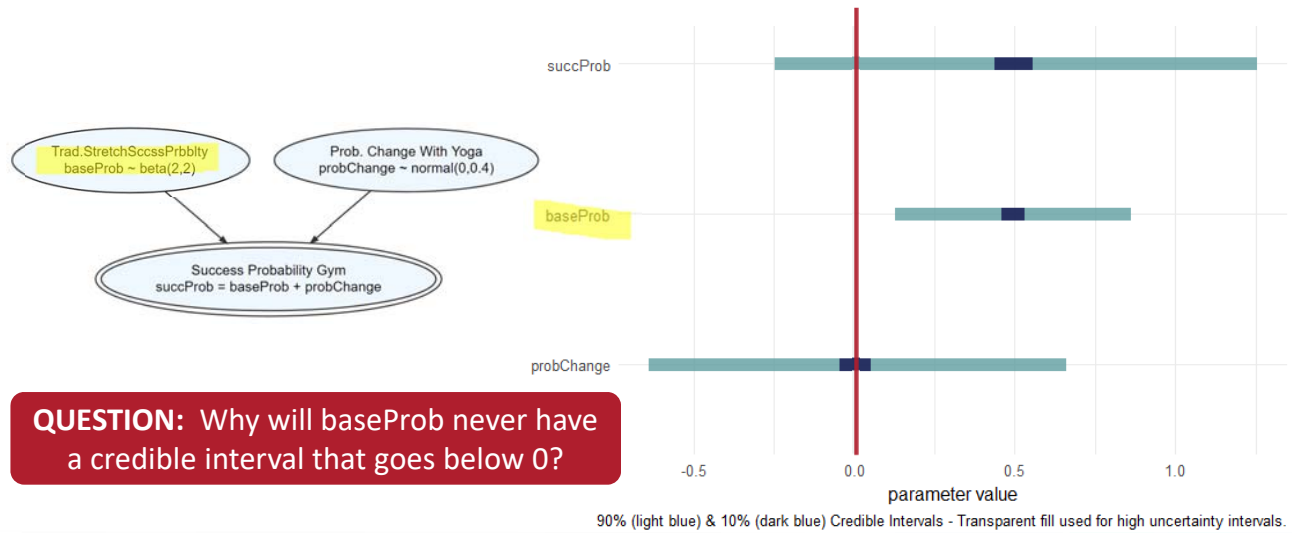 Trad.StretchSccssPrbblty
baseProb ~ beta(2,2)
Prob. Change With Yoga
probChange ~ normal(0,0.4)
Success Probability Gym
succProb = baseProb + probChange
QUESTION: Why will baseProb never have
a credible interval that goes below 0?
succProb
baseProb
probChange
-0.5 0.0 0.5 1.0
parameter value
90% (light blue) & 10% (dark blue) Credible Intervals - Transparent fill used for high uncertainty intervals.